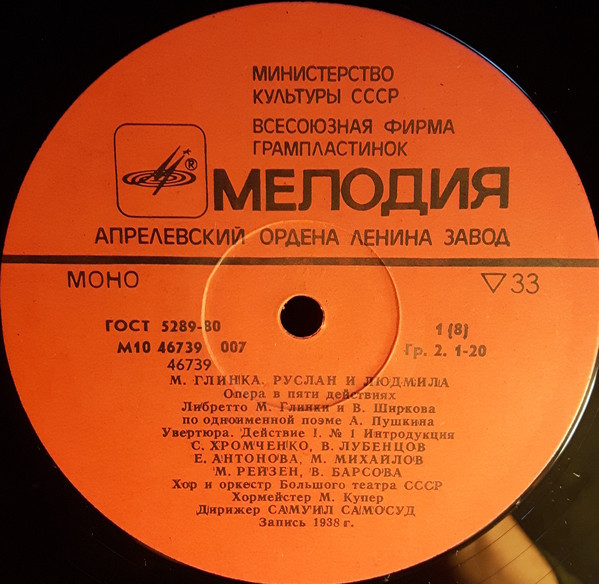 МИНИСТЕРСТВО
КУЛЬТУРЫ СССР
ВСЕСОЮЗНАЯ ФИРМА
ГРАМПЛАСТИНОК
®
МЕЛОДИЯ
АПРЕЛЕВСКИЙ ОРДЕНА ЛЕНИНА ЗАВОД
МОНО ▽33
ГОСТ 5289-80 1 (8)
М10 46739 007 Гр. 2. 1-20
46739
М. ГЛИНКА. РУСЛАН И ЛЮДМИЛА
Опера в пяти действиях
Либретто М. Глинки и В. Ширкова
по одноименной поэме А. Пушкина
Увертюра. Действие I. № 1 Интродукция
С. ХРОМЧЕНКО, В. ЛУБЕНЦОВ
Е. АНТОНОВА, М. МИХАЙЛОВ
М. РЕЙЗЕН, В. БАРСОВА
Хор и оркестр Большого театра СССР
Хормейстер М. Купер
Дирижер САМУИЛ САМОСУД
Запись 1938 г.